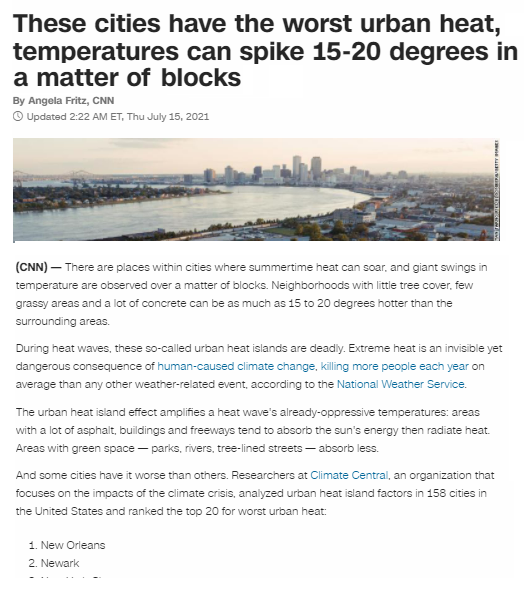 These cities have the worst urban heat,
temperatures can spike 15-20 degrees in
a matter of blocks
By Angela Fritz, CNN
Updated 2:22 AM ET, Thu July 15, 2021
(CNN) — There are places within cities where summertime heat can soar, and giant swings in
temperature are observed over a matter of blocks. Neighborhoods with little tree cover, few
grassy areas and a lot of concrete can be as much as 15 to 20 degrees hotter than the
surrounding areas.
During heat waves, these so-called urban heat islands are deadly. Extreme heat is an invisible yet
dangerous consequence of human-caused climate change, killing more people each year on
average than any other weather-related event, according to the National Weather Service.
The urban heat island effect amplifies a heat wave's already-oppressive temperatures: areas
with a lot of asphalt, buildings and freeways tend to absorb the sun's energy then radiate heat.
Areas with green space — parks, rivers, tree-lined streets — absorb less.
And some cities have it worse than others. Researchers at Climate Central, an organization that
focuses on the impacts of the climate crisis, analyzed urban heat island factors in 158 cities in
the United States and ranked the top 20 for worst urban heat:
1. New Orleans
2. Newark